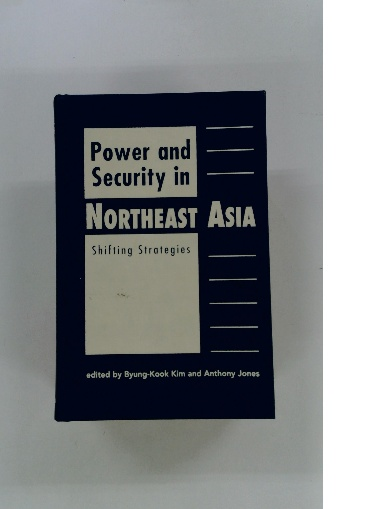 Power and
Security in
NORTHEAST ASIA
Shifting Strategies
edited by Byung-Kook Kim and Anthony Jones